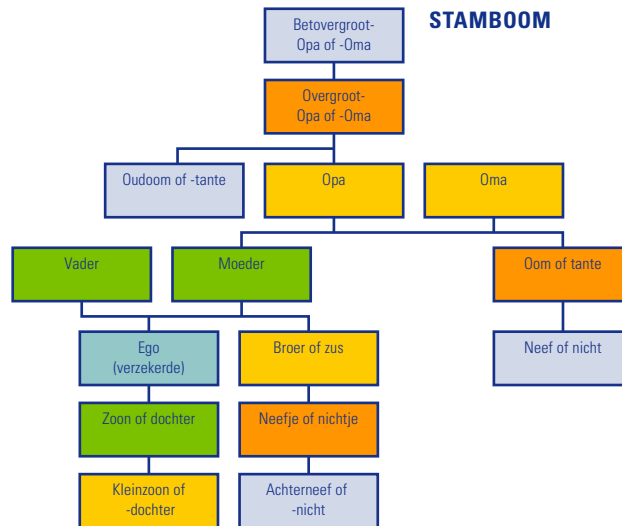 STAMBOOM
Betovergroot-
Opa of -Oma
Overgroot-
Opa of -Oma
Oudoom of -tante
Opa
Oma
Vader
Moeder
Oom of tante
Ego
(verzekerde)
Broer of zus
Neef of nicht
Zoon of dochter
Neefje of nichtje
Kleinzoon of
-dochter
Achterneef of
-nicht